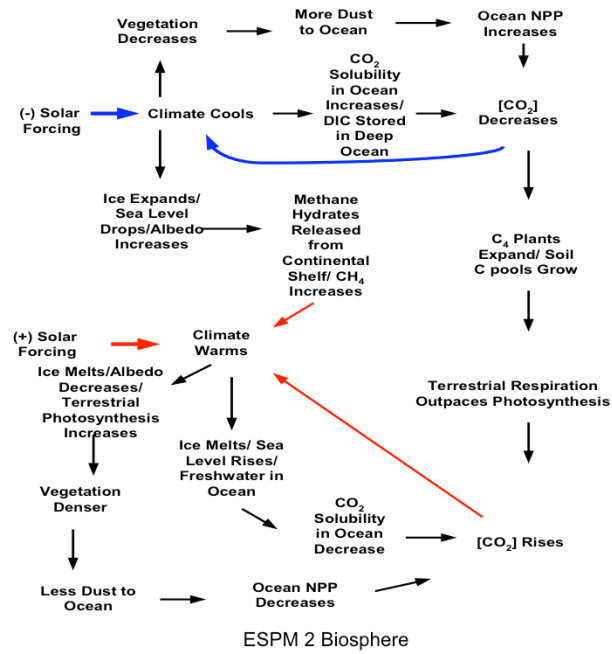 Vegetation
Decreases
More Dust
to Ocean
Ocean NPP
Increases
(-) Solar
Forcing
Climate Cools
CO₂
Solubility
in Ocean
Increases/
DIC Stored
in Deep
Ocean
[CO₂]
Decreases
Ice Expands/
Sea Level
Drops/Albedo
Increases
Methane
Hydrates
Released
from
Continental
Shelf/ CH₄
Increases
C₄ Plants
Expand/ Soil
C pools Grow
(+) Solar
Forcing
Climate
Warms
Ice Melts/Albedo
Decreases/
Terrestrial
Photosynthesis
Increases
Terrestrial Respiration
Outpaces Photosynthesis
Ice Melts/ Sea
Level Rises/
Freshwater in
Ocean
Vegetation
Denser
CO₂
Solubility
in Ocean
Decrease
[CO₂] Rises
Less Dust to
Ocean
Ocean NPP
Decreases
ESPM 2 Biosphere